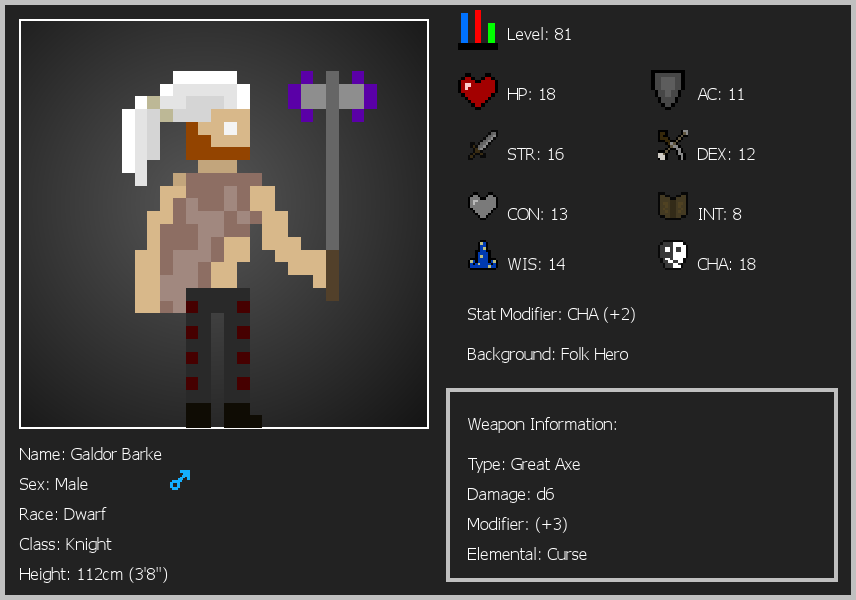 Level: 81
HP: 18
AC: 11
STR: 16
DEX: 12
CON: 13
INT: 8
WIS: 14
CHA: 18
Stat Modifier: CHA (+2)
Background: Folk Hero
Weapon Information:
Type: Great Axe
Damage: d6
Modifier: (+3)
Elemental: Curse
Name: Galdor Barke
Sex: Male
Race: Dwarf
Class: Knight
Height: 112cm (3'8")